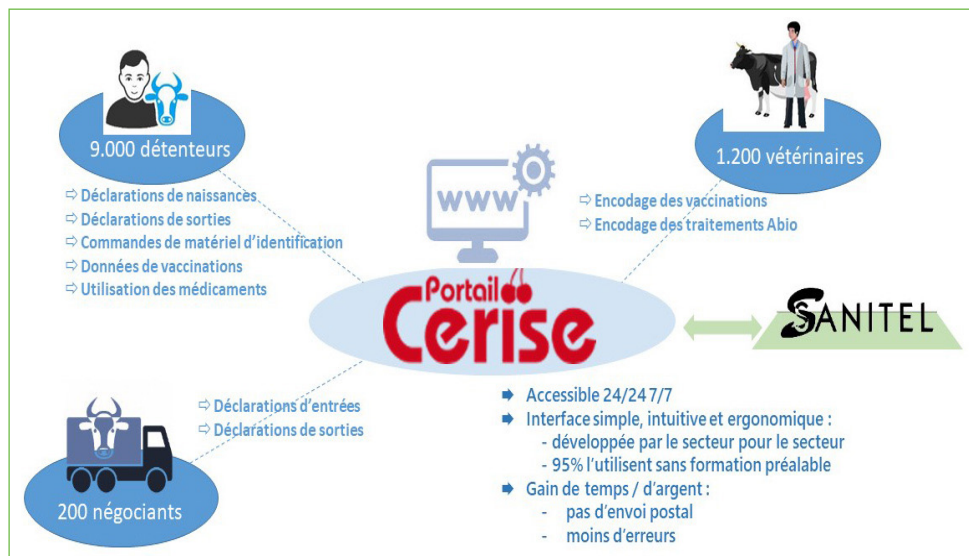 9.000 détenteurs
⇨ Déclarations de naissances
⇨ Déclarations de sorties
⇨ Commandes de matériel d'identification
⇨ Données de vaccinations
⇨ Utilisation des médicaments
1.200 vétérinaires
⇨ Encodage des vaccinations
⇨ Encodage des traitements Abio
www
Portail
Cerise
SANITEL
200 négociants
⇨ Déclarations d'entrées
⇨ Déclarations de sorties
➡ Accessible 24/24 7/7
➡ Interface simple, intuitive et ergonomique :
- développée par le secteur pour le secteur
- 95% l'utilisent sans formation préalable
➡ Gain de temps / d'argent :
- pas d'envoi postal
- moins d'erreurs